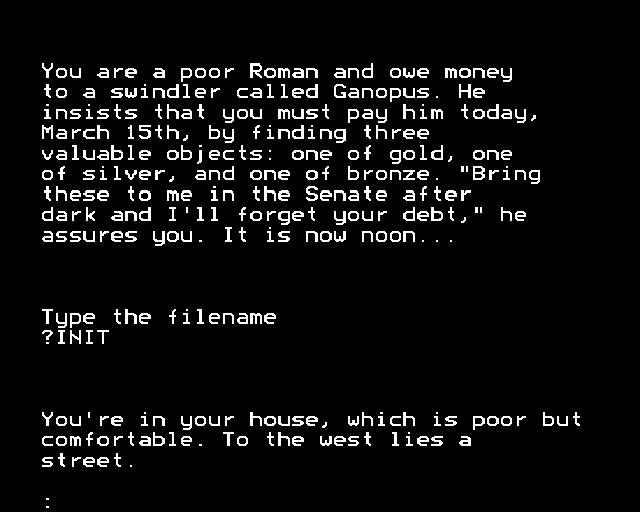 You are a poor Roman and owe money
to a swindler called Ganopus. He
insists that you must pay him today,
March 15th, by finding three
valuable objects: one of gold, one
of silver, and one of bronze. "Bring
these to me in the Senate after
dark and I'll forget your debt," he
assures you. It is now noon...
Type the filename
?INIT
You're in your house, which is poor but
comfortable. To the west lies a
street.
: